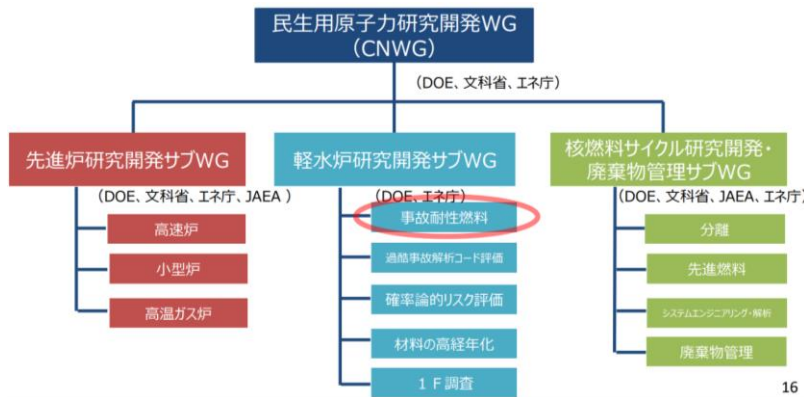 民生用原子力研究開発WG
（CNWG）
（DOE、文科省、エネ庁）
先進炉研究開発サブWG
（DOE、文科省、エネ庁、JAEA ）
高速炉
小型炉
高温ガス炉
軽水炉研究開発サブWG
（DOE、エネ庁）
事故耐性燃料
過酷事故解析コード評価
確率論的リスク評価
材料の高経年化
１Ｆ調査
核燃料サイクル研究開発・
廃棄物管理サブWG
（DOE、文科省、JAEA、エネ庁）
分離
先進燃料
システムエンジニアリング・解析
廃棄物管理
16